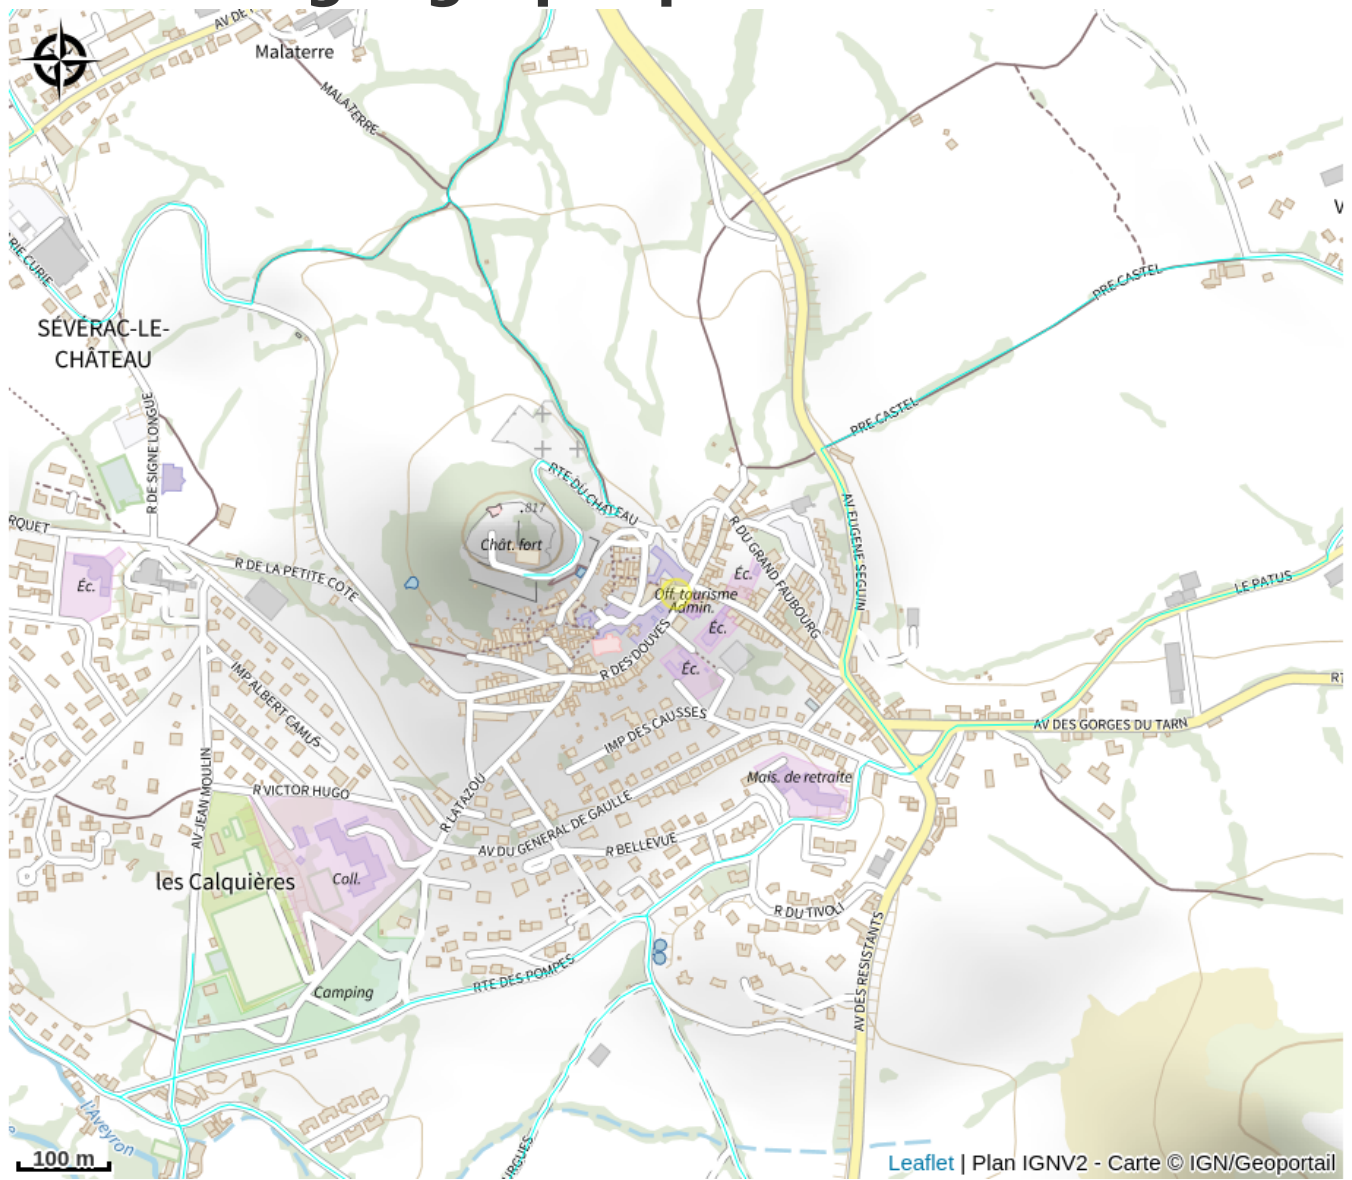 AV DE
Malaterre
MALATERRE
RIE CURIE
SÉVÉRAC-LE-
CHÂTEAU
PRE CASTEL
PRE CASTEL
R DE SIGNE LONGUE
RTE DU CHATEAU
.817
Chât. fort
RQUET
R DE LA PETITE COTE
Éc.
Éc.
R DU GRAND FAUBOURG
AV EUGENE SEGUIN
Off. tourisme
Admin.
Éc.
LE PATUS
R DES DOUVES
Éc.
IMP ALBERT CAMUS
IMP DES CAUSSES
AV DES GORGES DU TARN
AV JEAN MOULIN
R VICTOR HUGO
R LATAZOU
Mais. de retraite
AV DU GENERAL DE GAULLE
R BELLEVUE
les Calquières
Coll.
R DU TIVOLI
RTE DES POMPES
Camping
AV DES RESISTANTS
l'Aveyron
URGUES
100 m
Leaflet | Plan IGNV2 - Carte © IGN/Geoportail